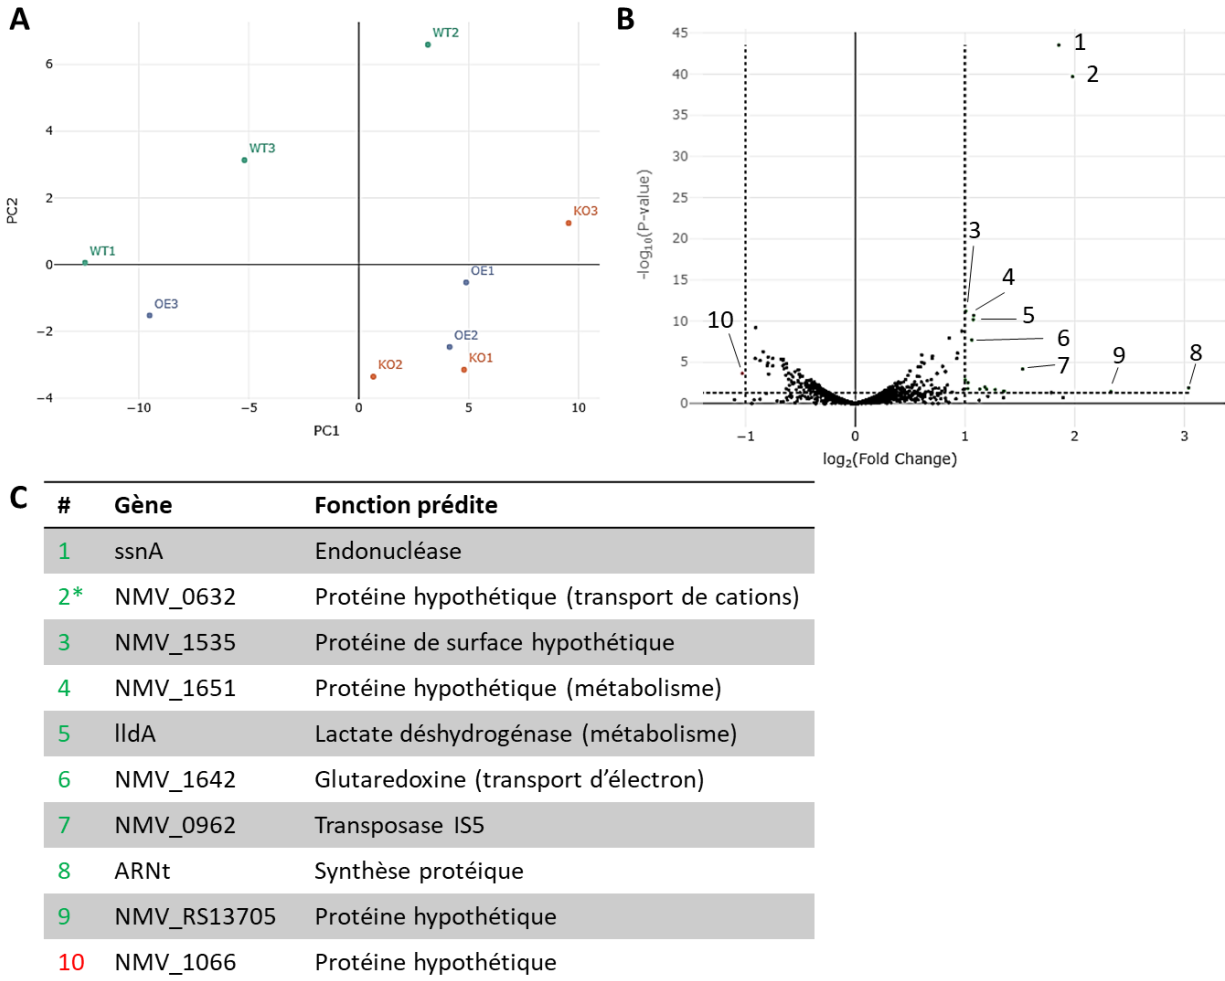 A
WT2
6
4
WT3
2
KO3
WT1
0
OE1
OE3
−2
OE2
KO1
KO2
−4
−10
−5
0
5
10
PC1
PC2
B
45
1
40
2
35
30
25
20
3
15
4
10
5
10
6
5
7
9
8
0
−1
0
1
2
3
log2(Fold Change)
-log10(P-value)
C
# Gène Fonction prédite
1 ssnA Endonucléase
2* NMV_0632 Protéine hypothétique (transport de cations)
3 NMV_1535 Protéine de surface hypothétique
4 NMV_1651 Protéine hypothétique (métabolisme)
5 lldA Lactate déshydrogénase (métabolisme)
6 NMV_1642 Glutaredoxine (transport d’électron)
7 NMV_0962 Transposase IS5
8 ARNt Synthèse protéique
9 NMV_RS13705 Protéine hypothétique
10 NMV_1066 Protéine hypothétique